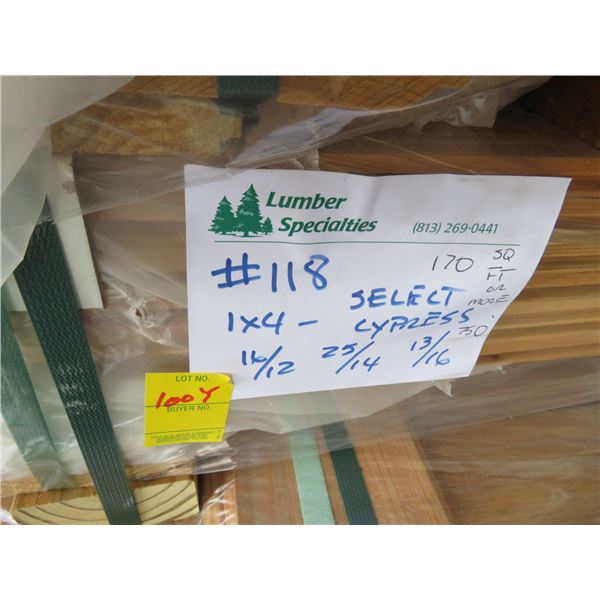 Lumber
Specialties
(813) 269-0441
#118
170 SQ
FT
OR
MORE
1x4 - SELECT
CYPRESS
750
16/12 25/14 13/16
LOT NO.
100Y
BUYER NO.